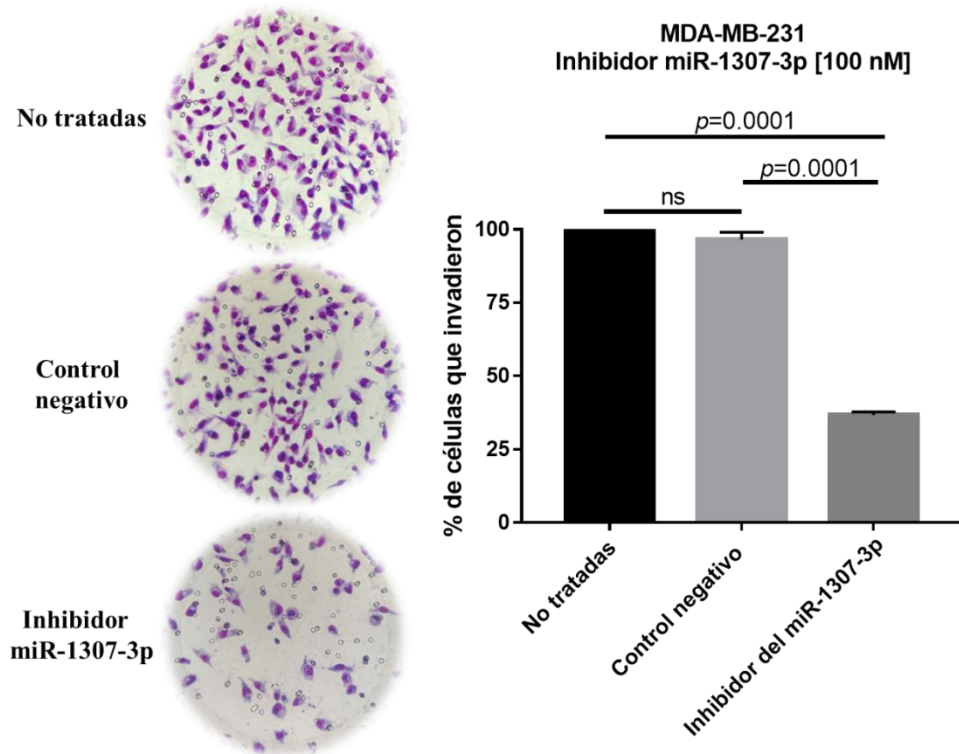 No tratadas
Control
negativo
Inhibidor
miR-1307-3p
MDA-MB-231
Inhibidor miR-1307-3p [100 nM]
p=0.0001
p=0.0001
ns
% de células que invadieron
100
75
50
25
0
No tratadas
Control negativo
Inhibidor del miR-1307-3p